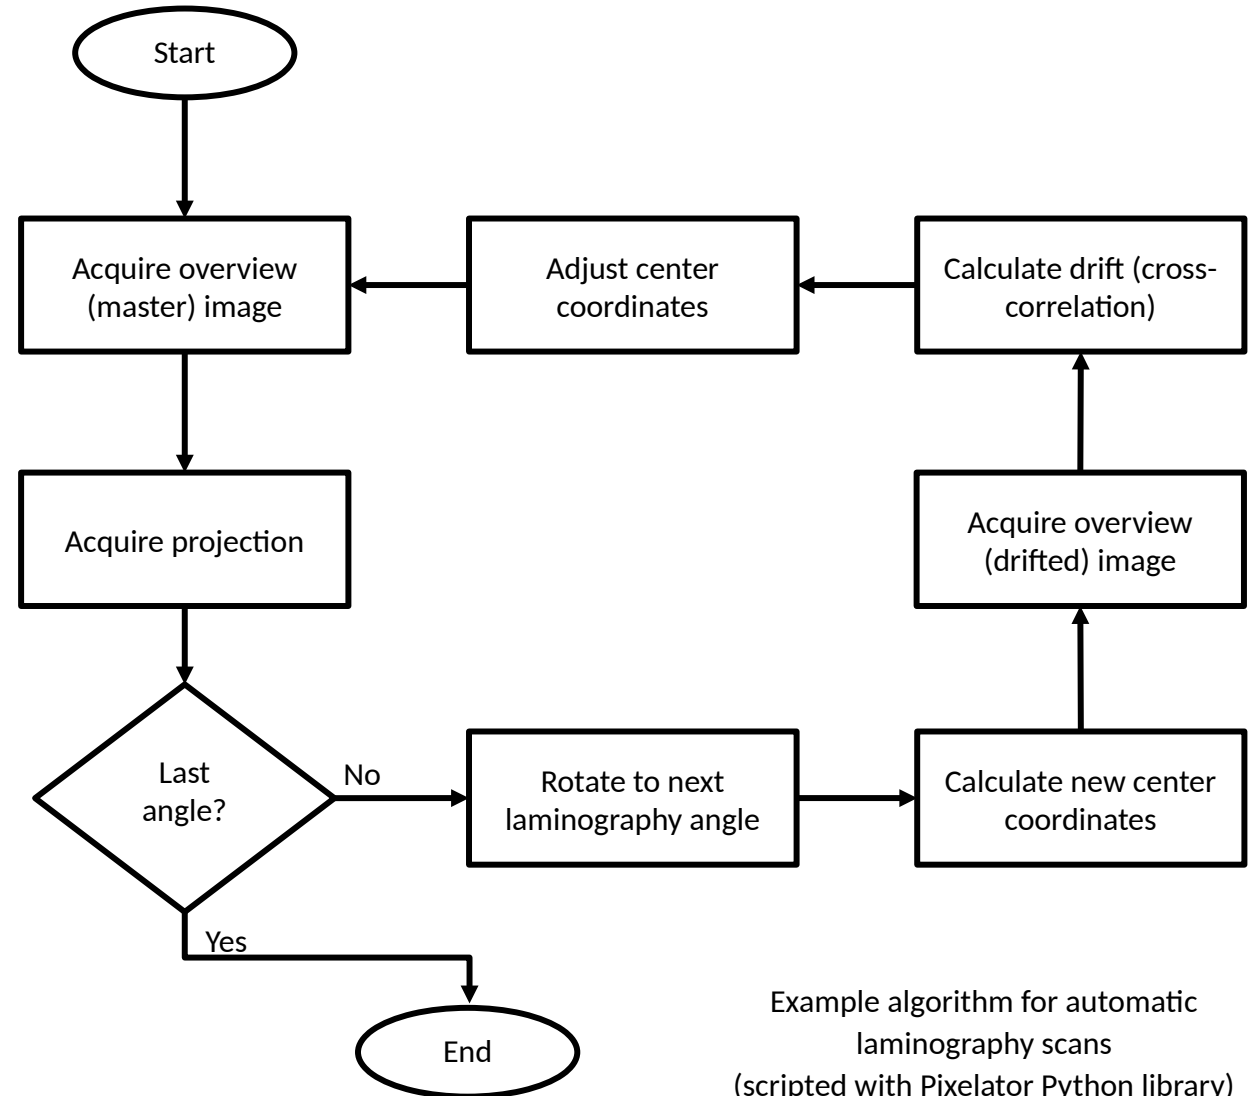 Start
Acquire overview
(master) image
Adjust center
coordinates
Calculate drift (cross-
correlation)
Acquire projection
Acquire overview
(drifted) image
Last
angle?
No
Rotate to next
laminography angle
Calculate new center
coordinates
Yes
End
Example algorithm for automatic
laminography scans
(scripted with Pixelator Python library)